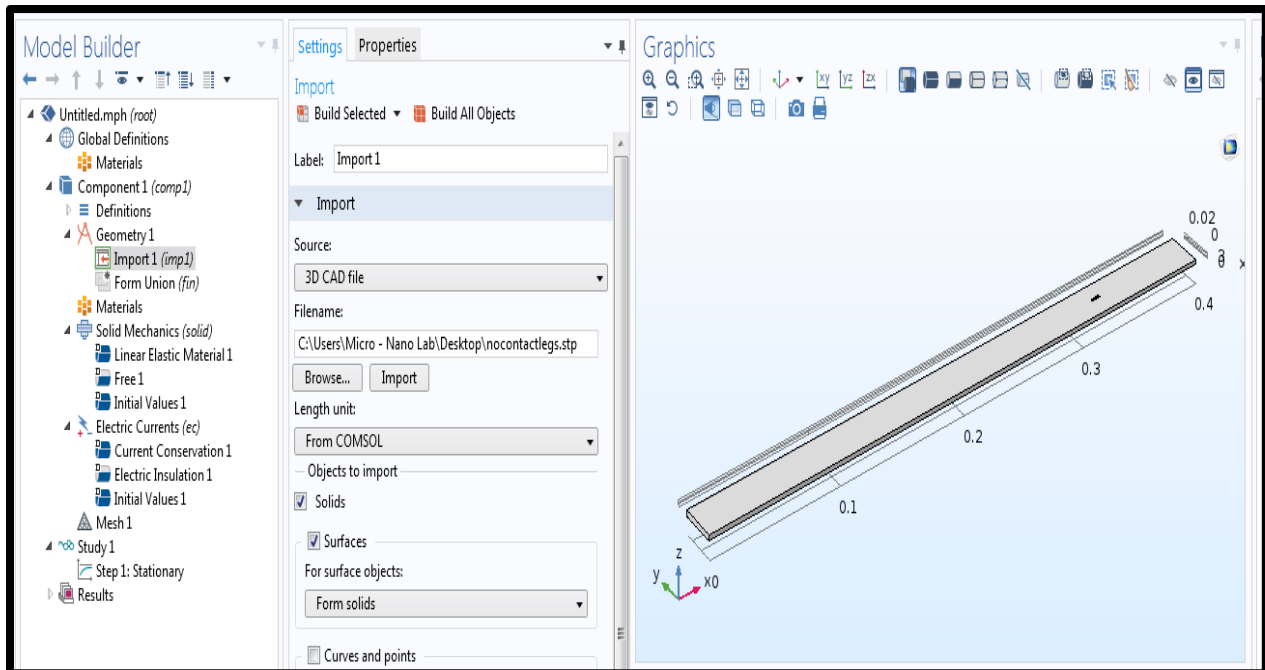 Model Builder
Untitled.mph (root)
Global Definitions
Materials
Component 1 (comp1)
Definitions
Geometry 1
Import 1 (imp1)
Form Union (fin)
Materials
Solid Mechanics (solid)
Linear Elastic Material 1
Free 1
Initial Values 1
Electric Currents (ec)
Current Conservation 1
Electric Insulation 1
Initial Values 1
Mesh 1
Study 1
Step 1: Stationary
Results
Settings Properties
Import
Build Selected Build All Objects
Label: Import 1
Import
Source:
3D CAD file
Filename:
C:\Users\Micro - Nano Lab\Desktop\nocontactlegs.stp
Browse... Import
Length unit:
From COMSOL
Objects to import
Solids
Surfaces
For surface objects:
Form solids
Curves and points
Graphics
xy yz zx
0.02
0
0.4
0.3
0.2
0.1
z
y x 0